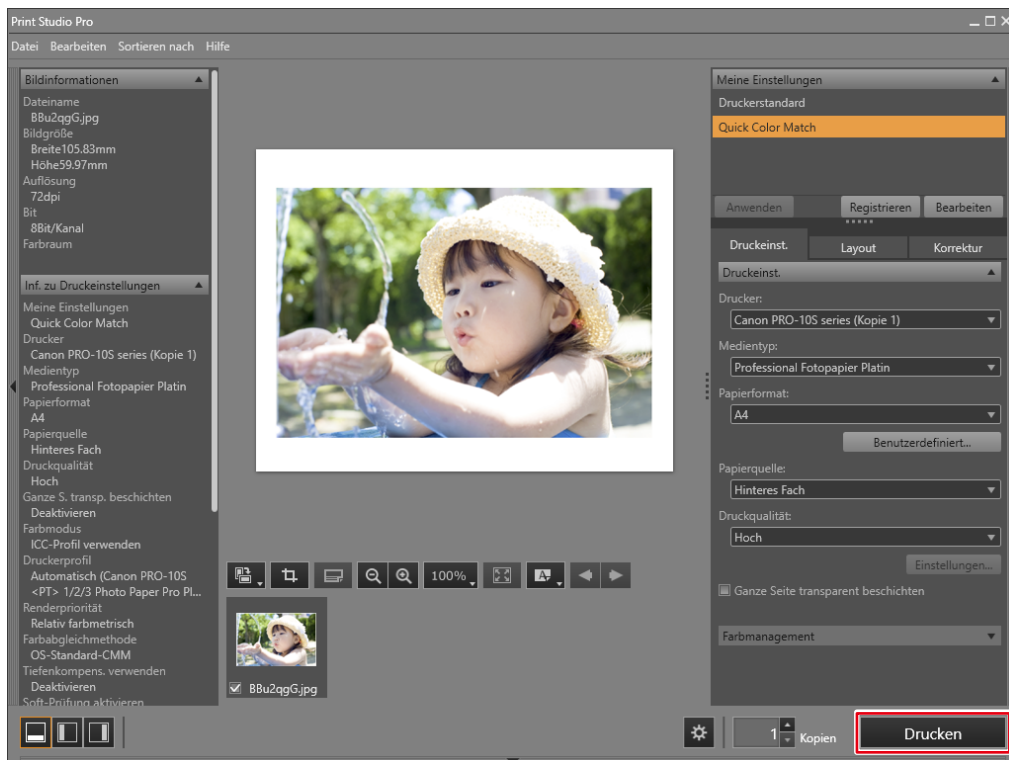 Print Studio Pro
Datei Bearbeiten Sortieren nach Hilfe
Bildinformationen
Dateiname
BBu2qgG.jpg
Bildgröße
Breite105.83mm
Höhe59.97mm
Auflösung
72dpi
Bit
8Bit/Kanal
Farbraum
Inf. zu Druckeinstellungen
Meine Einstellungen
Quick Color Match
Drucker
Canon PRO-10S series (Kopie 1)
Medientyp
Professional Fotopapier Platin
Papierformat
A4
Papierquelle
Hinteres Fach
Druckqualität
Hoch
Ganze S. transp. beschichten
Deaktivieren
Farbmodus
ICC-Profil verwenden
Druckerprofil
Automatisch (Canon PRO-10S
<PT> 1/2/3 Photo Paper Pro Pl...
Renderpriorität
Relativ farbmetrisch
Farbabgleichmethode
OS-Standard-CMM
Tiefenkompens. verwenden
Deaktivieren
Soft-Prüfung aktivieren
100%
A
BBu2qgG.jpg
Meine Einstellungen
Druckerstandard
Quick Color Match
Anwenden Registrieren Bearbeiten
Druckeinst. Layout Korrektur
Druckeinst.
Drucker:
Canon PRO-10S series (Kopie 1)
Medientyp:
Professional Fotopapier Platin
Papierformat:
A4
Benutzerdefiniert...
Papierquelle:
Hinteres Fach
Druckqualität:
Hoch
Einstellungen...
Ganze Seite transparent beschichten
Farbmanagement
1 Kopien
Drucken